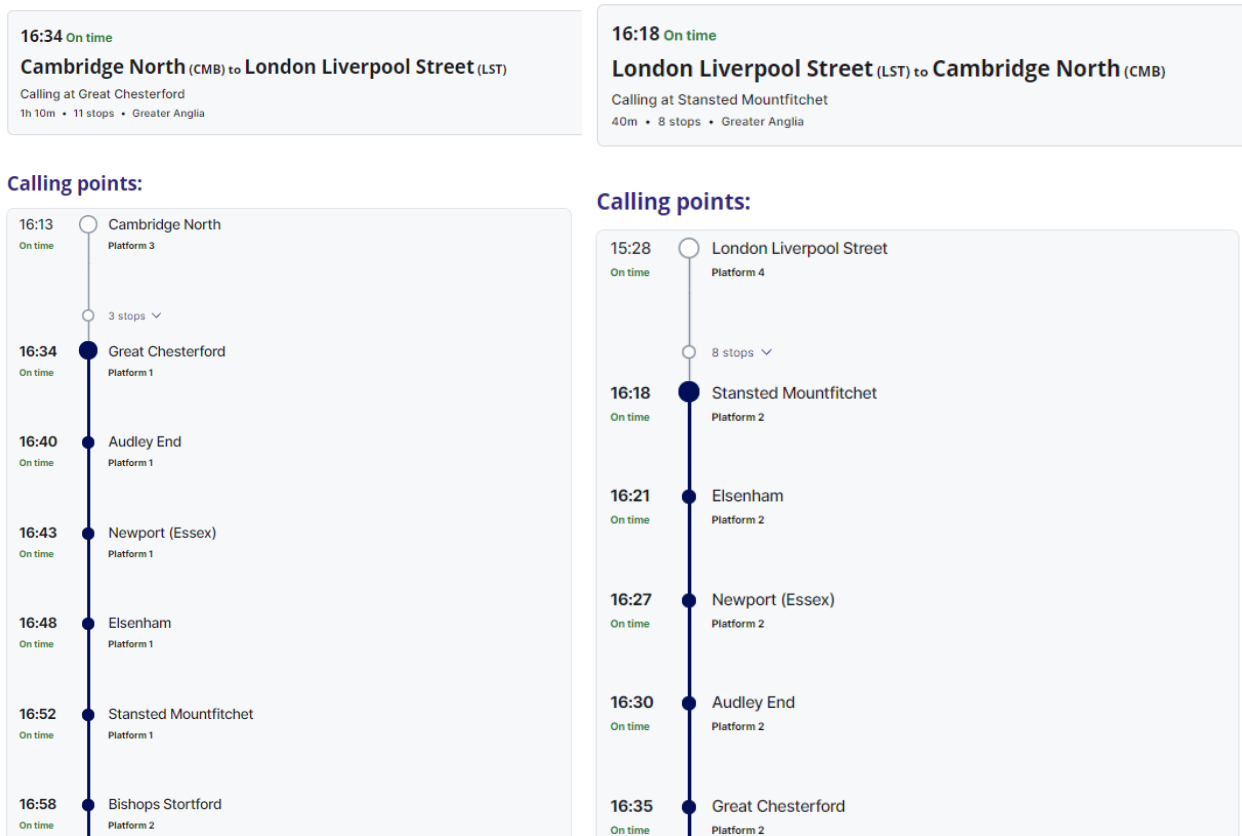 16:34 On time
Cambridge North (CMB) to London Liverpool Street (LST)
Calling at Great Chesterford
1h 10m • 11 stops • Greater Anglia
Calling points:
16:13 Cambridge North
On time Platform 3
3 stops
16:34 Great Chesterford
On time Platform 1
16:40 Audley End
On time Platform 1
16:43 Newport (Essex)
On time Platform 1
16:48 Elsenham
On time Platform 1
16:52 Stansted Mountfitchet
On time Platform 1
16:58 Bishops Stortford
On time Platform 2
16:18 On time
London Liverpool Street (LST) to Cambridge North (CMB)
Calling at Stansted Mountfitchet
40m • 8 stops • Greater Anglia
Calling points:
15:28 London Liverpool Street
On time Platform 4
8 stops
16:18 Stansted Mountfitchet
On time Platform 2
16:21 Elsenham
On time Platform 2
16:27 Newport (Essex)
On time Platform 2
16:30 Audley End
On time Platform 2
16:35 Great Chesterford
On time Platform 2